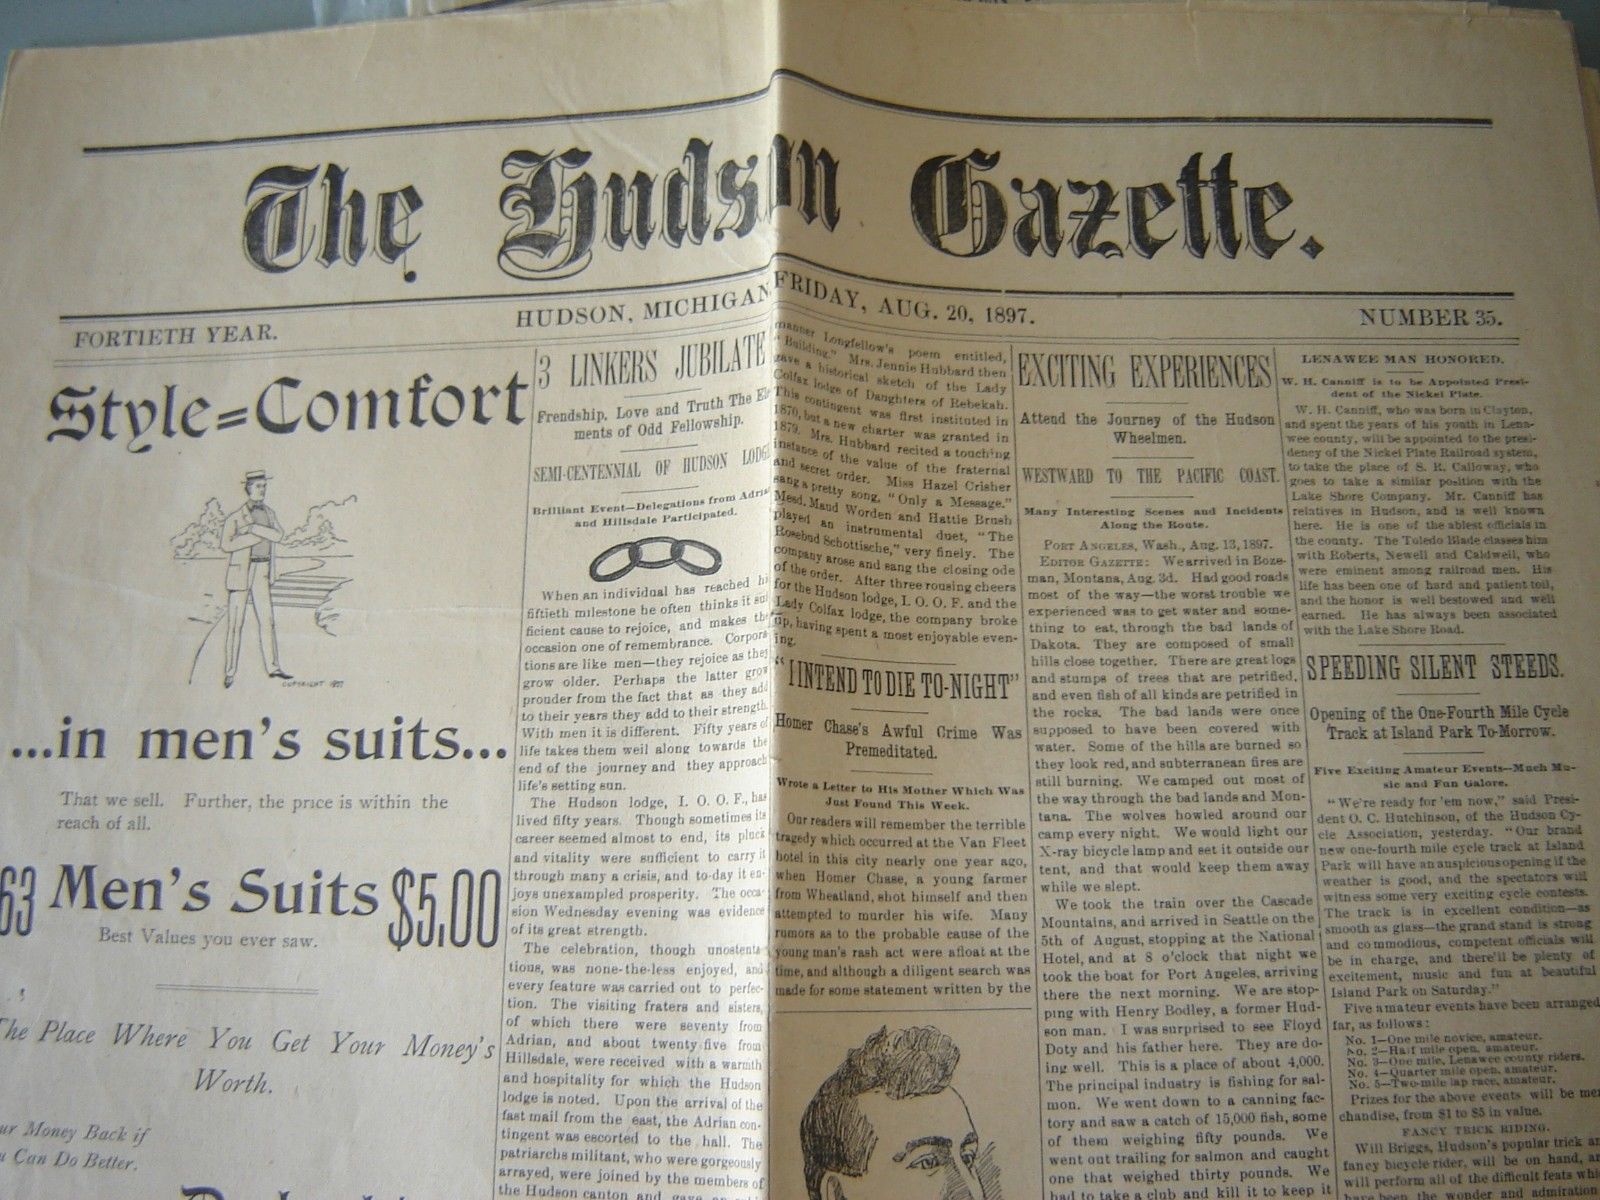 The Hudson Gazette.
FORTIETH YEAR.
HUDSON, MICHIGAN, FRIDAY, AUG. 20, 1897.
NUMBER 35.
Style=Comfort
COPYRIGHT 1897
...in men's suits...
That we sell. Further, the price is within the
reach of all.
63 Men's Suits $5.00
Best Values you ever saw.
The Place Where You Get Your Money's
Worth.
ur Money Back if
u Can Do Better.
3 LINKERS JUBILATE
Frendship, Love and Truth The Ele
ments of Odd Fellowship.
SEMI-CENTENNIAL OF HUDSON LODGE
Brilliant Event—Delegations from Adrian
and Hillsdale Participated.
When an individual has reached hi
fiftieth milestone he often thinks it suf
ficient cause to rejoice, and makes the
occasion one of remembrance. Corpora
tions are like men—they rejoice as they
grow older. Perhaps the latter grow
prouder from the fact that as they add
to their years they add to their strength.
With men it is different. Fifty years of
life takes them well along towards the
end of the journey and they approach
life's setting sun.
The Hudson lodge, I. O. O. F., has
lived fifty years. Though sometimes its
career seemed almost to end, its pluck
and vitality were sufficient to carry it
through many a crisis, and to-day it en-
joys unexampled prosperity. The occa-
sion Wednesday evening was evidence
of its great strength.
The celebration, though unostenta
tious, was none-the-less enjoyed, and
every feature was carried out to perfec-
tion. The visiting fraters and sisters,
of which there were seventy from
Adrian, and about twenty-five from
Hillsdale, were received with a warmth
and hospitality for which the Hudson
lodge is noted. Upon the arrival of the
fast mail from the east, the Adrian con-
tingent was escorted to the hall. The
patriarchs militant, who were gorgeously
arrayed, were joined by the members of
the Hudson canton and gave
manner Longfellow's poem entitled,
"Building." Mrs. Jennie Hubbard then
gave a historical sketch of the Lady
Colfax lodge of Daughters of Rebekah.
This contingent was first instituted in
1870, but a new charter was granted in
1879. Mrs. Hubbard recited a touching
instance of the value of the fraternal
and secret order. Miss Hazel Crisher
sang a pretty song, "Only a Message."
Mesd. Maud Worden and Hattie Brush
played an instrumental duet, "The
Rosebud Schottische," very finely. The
company arose and sang the closing ode
of the order. After three rousing cheers
for the Hudson lodge, I. O. O. F. and the
Lady Colfax lodge, the company broke
up, having spent a most enjoyable even-
ing.
"I INTEND TO DIE TO-NIGHT"
Homer Chase's Awful Crime Was
Premeditated.
Wrote a Letter to His Mother Which Was
Just Found This Week.
Our readers will remember the terrible
tragedy which occurred at the Van Fleet
hotel in this city nearly one year ago,
when Homer Chase, a young farmer
from Wheatland, shot himself and then
attempted to murder his wife. Many
rumors as to the probable cause of the
young man's rash act were afloat at the
time, and although a diligent search was
made for some statement written by the
EXCITING EXPERIENCES
Attend the Journey of the Hudson
Wheelmen.
WESTWARD TO THE PACIFIC COAST.
Many Interesting Scenes and Incidents
Along the Route.
PORT ANGELES, Wash., Aug. 13, 1897.
EDITOR GAZETTE: We arrived in Boze-
man, Montana, Aug. 3d. Had good roads
most of the way—the worst trouble we
experienced was to get water and some-
thing to eat, through the bad lands of
Dakota. They are composed of small
hills close together. There are great logs
and stumps of trees that are petrified,
and even fish of all kinds are petrified in
the rocks. The bad lands were once
supposed to have been covered with
water. Some of the hills are burned so
they look red, and subterranean fires are
still burning. We camped out most of
the way through the bad lands and Mon-
tana. The wolves howled around our
camp every night. We would light our
X-ray bicycle lamp and set it outside our
tent, and that would keep them away
while we slept.
We took the train over the Cascade
Mountains, and arrived in Seattle on the
5th of August, stopping at the National
Hotel, and at 8 o'clock that night we
took the boat for Port Angeles, arriving
there the next morning. We are stop-
ping with Henry Bodley, a former Hud-
son man. I was surprised to see Floyd
Doty and his father here. They are do-
ing well. This is a place of about 4,000.
The principal industry is fishing for sal-
mon. We went down to a canning fac-
tory and saw a catch of 15,000 fish, some
of them weighing fifty pounds. We
went out trailing for salmon and caught
one that weighed thirty pounds. We
had to take a club and kill it to keep it
LENAWEE MAN HONORED.
W. H. Canniff is to be Appointed Presi-
dent of the Nickel Plate.
W. H. Canniff, who was born in Clayton,
and spent the years of his youth in Lena-
wee county, will be appointed to the presi-
dency of the Nickel Plate Railroad system,
to take the place of S. R. Calloway, who
goes to take a similar position with the
Lake Shore Company. Mr. Canniff has
relatives in Hudson, and is well known
here. He is one of the ablest officials in
the county. The Toledo Blade classes him
with Roberts, Newell and Caldwell, who
were eminent among railroad men. His
life has been one of hard and patient toil,
and the honor is well bestowed and well
earned. He has always been associated
with the Lake Shore Road.
SPEEDING SILENT STEEDS.
Opening of the One-Fourth Mile Cycle
Track at Island Park To-Morrow.
Five Exciting Amateur Events—Much Mu-
sic and Fun Galore.
"We're ready for 'em now," said Presi-
dent O. C. Hutchinson, of the Hudson Cy-
cle Association, yesterday. "Our brand
new one-fourth mile cycle track at Island
Park will have an auspicious opening if the
weather is good, and the spectators will
witness some very exciting cycle contests.
The track is in excellent condition—as
smooth as glass—the grand stand is strong
and commodious, competent officials will
be in charge, and there'll be plenty of
excitement, music and fun at beautiful
Island Park on Saturday."
Five amateur events have been arranged
far, as follows:
No. 1—One mile novice, amateur.
No. 2—Half mile open, amateur.
No. 3—One mile, Lenawee county riders.
No. 4—Quarter mile open, amateur.
No. 5—Two-mile lap race, amateur.
Prizes for the above events will be mer
chandise, from $1 to $5 in value.
FANCY TRICK RIDING.
Will Briggs, Hudson's popular trick an
fancy bicycle rider, will be on hand, an
will perform all of the difficult feats whi
have been the wonder and admiration